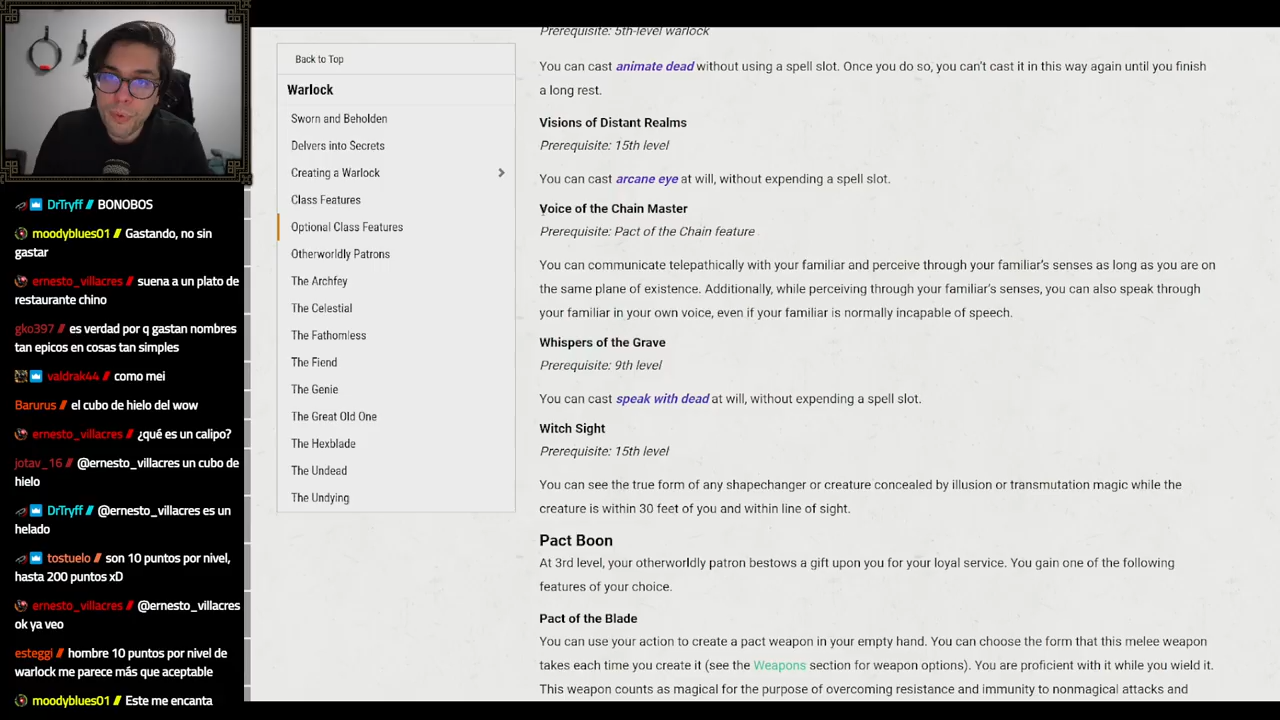 DrTryff // BONOBOS
moodyblues01 // Gastando, no sin
gastar
ernesto_villacres // suena a un plato de
restaurante chino
gko397 // es verdad por q gastan nombres
tan epicos en cosas tan simples
valdrak44 // como mei
Barurus // el cubo de hielo del wow
ernesto_villacres // ¿qué es un calipo?
jotav_16 // @ernesto_villacres un cubo de
hielo
DrTryff // @ernesto_villacres es un
helado
tostuelo // son 10 puntos por nivel,
hasta 200 puntos xD
ernesto_villacres // @ernesto_villacres
ok ya veo
esteggi // hombre 10 puntos por nivel de
warlock me parece más que aceptable
moodyblues01 // Este me encanta
Back to Top
Warlock
Sworn and Beholden
Delvers into Secrets
Creating a Warlock
Class Features
Optional Class Features
Otherworldly Patrons
The Archfey
The Celestial
The Fathomless
The Fiend
The Genie
The Great Old One
The Hexblade
The Undead
The Undying
Prerequisite: 5th-level warlock
You can cast animate dead without using a spell slot. Once you do so, you can't cast it in this way again until you finish
a long rest.
Visions of Distant Realms
Prerequisite: 15th level
You can cast arcane eye at will, without expending a spell slot.
Voice of the Chain Master
Prerequisite: Pact of the Chain feature
You can communicate telepathically with your familiar and perceive through your familiar's senses as long as you are on
the same plane of existence. Additionally, while perceiving through your familiar's senses, you can also speak through
your familiar in your own voice, even if your familiar is normally incapable of speech.
Whispers of the Grave
Prerequisite: 9th level
You can cast speak with dead at will, without expending a spell slot.
Witch Sight
Prerequisite: 15th level
You can see the true form of any shapechanger or creature concealed by illusion or transmutation magic while the
creature is within 30 feet of you and within line of sight.
Pact Boon
At 3rd level, your otherworldly patron bestows a gift upon you for your loyal service. You gain one of the following
features of your choice.
Pact of the Blade
You can use your action to create a pact weapon in your empty hand. You can choose the form that this melee weapon
takes each time you create it (see the Weapons section for weapon options). You are proficient with it while you wield it.
This weapon counts as magical for the purpose of overcoming resistance and immunity to nonmagical attacks and